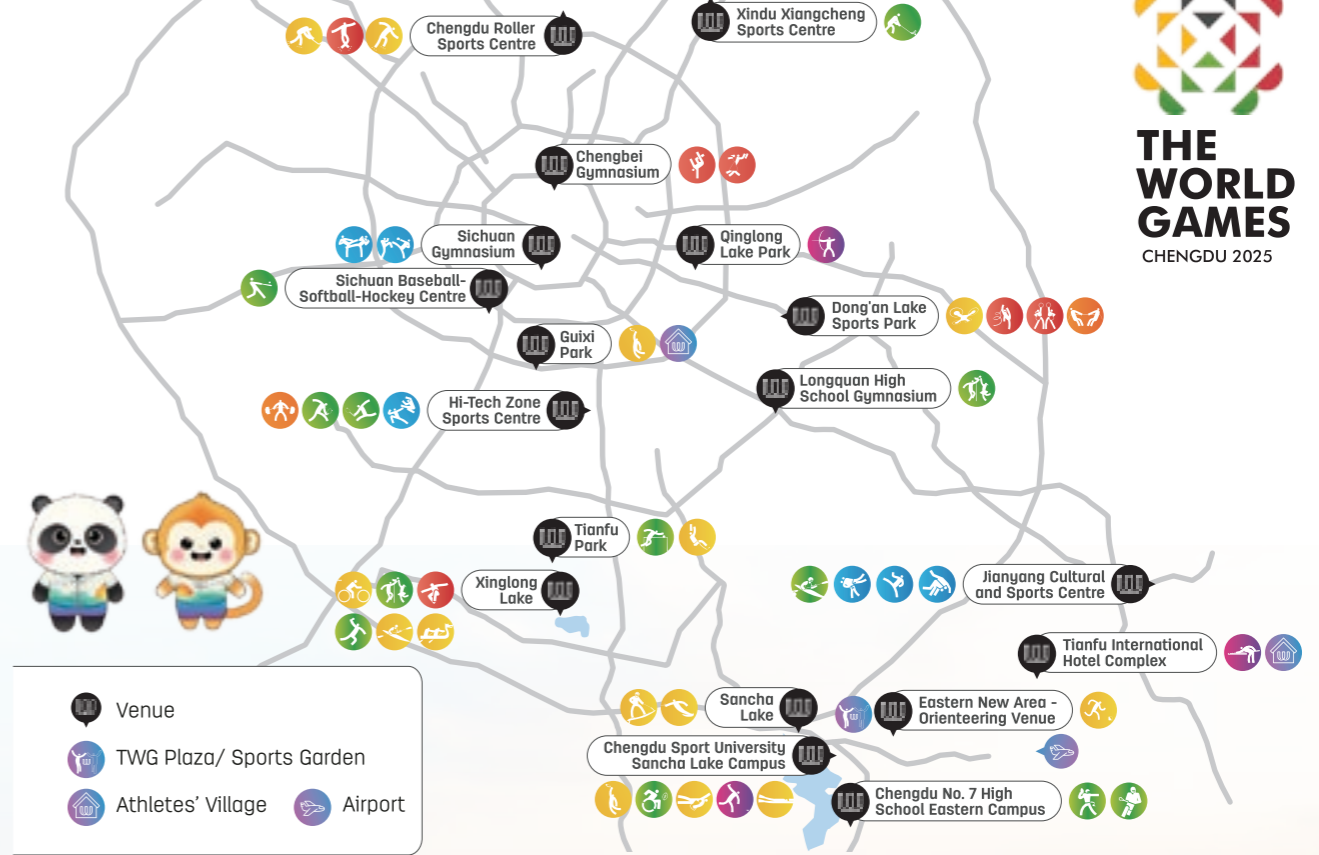 Chengdu Roller
Sports Centre
Xindu Xiangcheng
Sports Centre
THE
WORLD
GAMES
CHENGDU 2025
Chengbei
Gymnasium
Sichuan
Gymnasium
Qinglong
Lake Park
Sichuan Baseball-
Softball-Hockey Centre
Dong'an Lake
Sports Park
Guixi
Park
Longquan High
School Gymnasium
Hi-Tech Zone
Sports Centre
Tianfu
Park
Xinglong
Lake
Jianyang Cultural
and Sports Centre
Tianfu International
Hotel Complex
Sancha
Lake
Eastern New Area -
Orienteering Venue
Chengdu Sport University
Sancha Lake Campus
Chengdu No. 7 High
School Eastern Campus
Venue
TWG Plaza/ Sports Garden
Athletes' Village
Airport